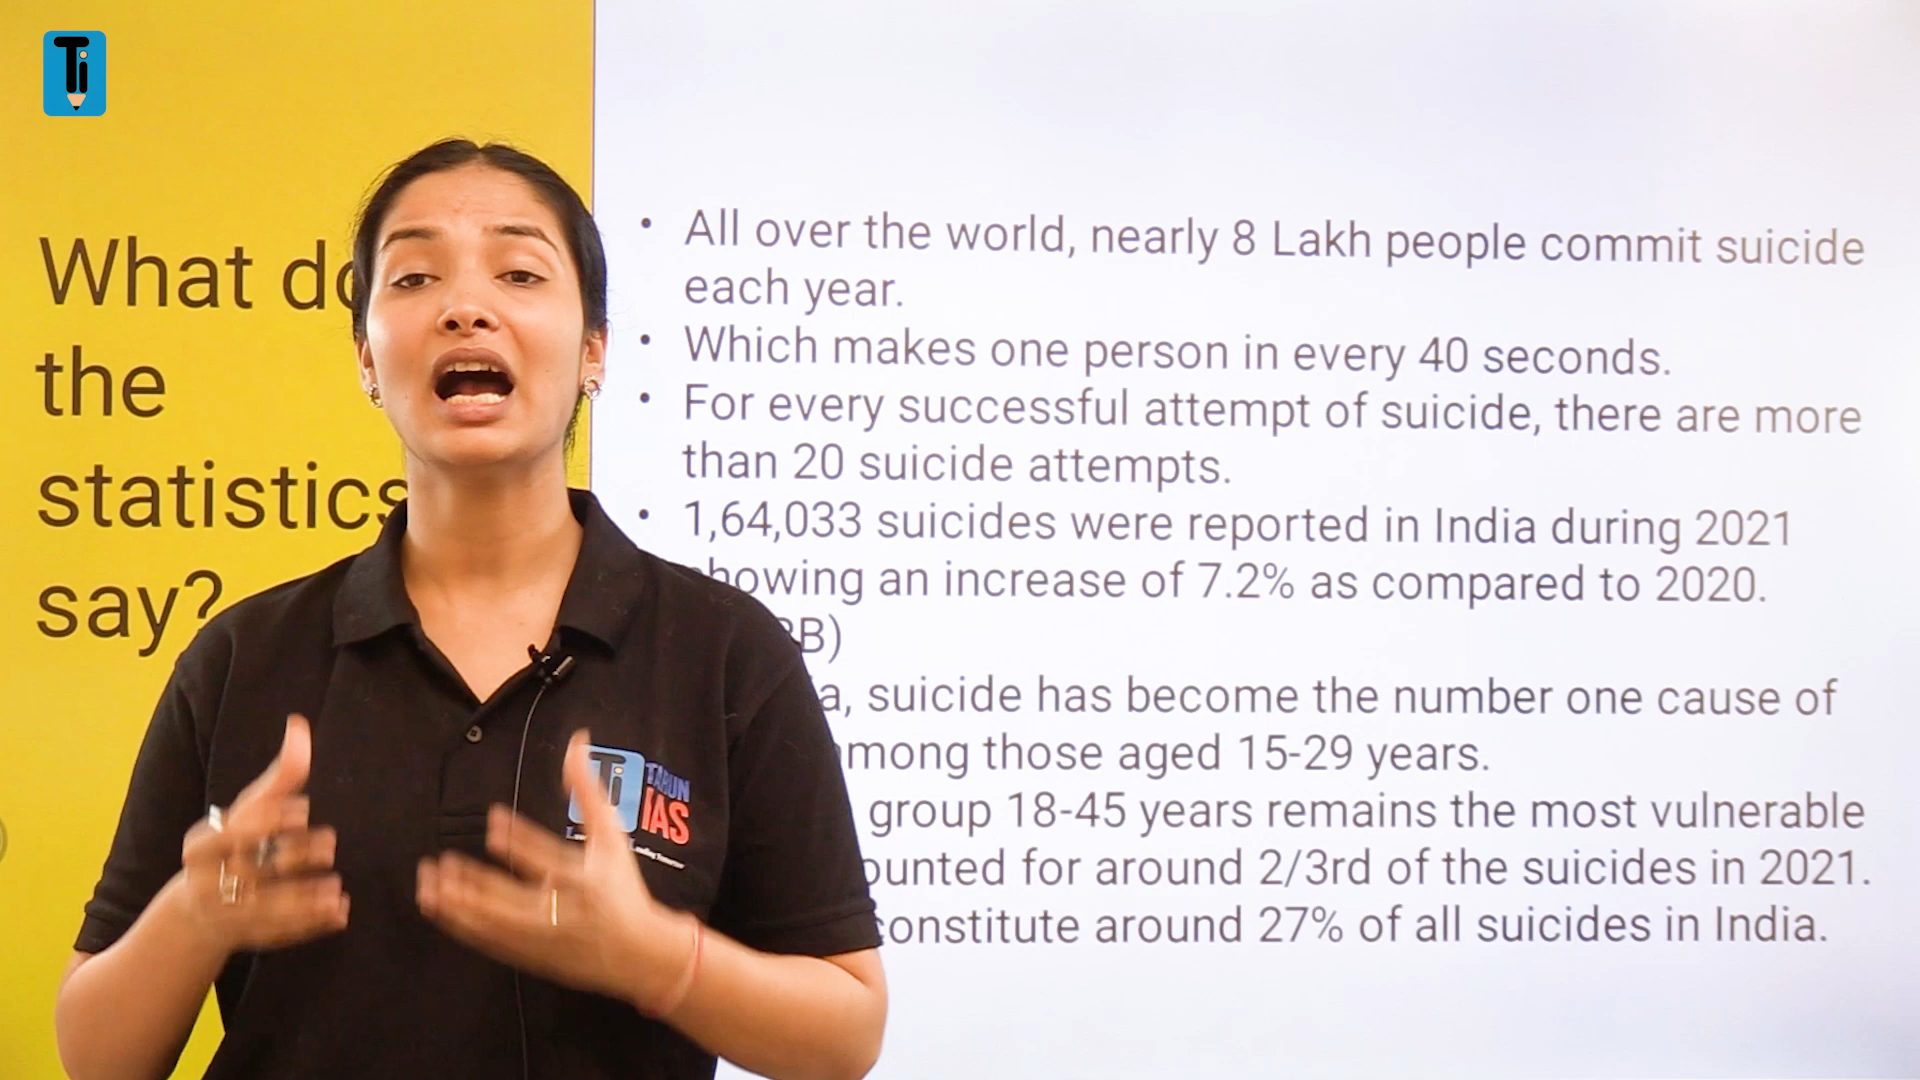 Ti
What do
the
statistics
say?
• All over the world, nearly 8 Lakh people commit suicide
each year.
• Which makes one person in every 40 seconds.
• For every successful attempt of suicide, there are more
than 20 suicide attempts.
• 1,64,033 suicides were reported in India during 2021
showing an increase of 7.2% as compared to 2020.
B)
a, suicide has become the number one cause of
among those aged 15-29 years.
group 18-45 years remains the most vulnerable
ounted for around 2/3rd of the suicides in 2021.
constitute around 27% of all suicides in India.
Ti TARUN
IAS